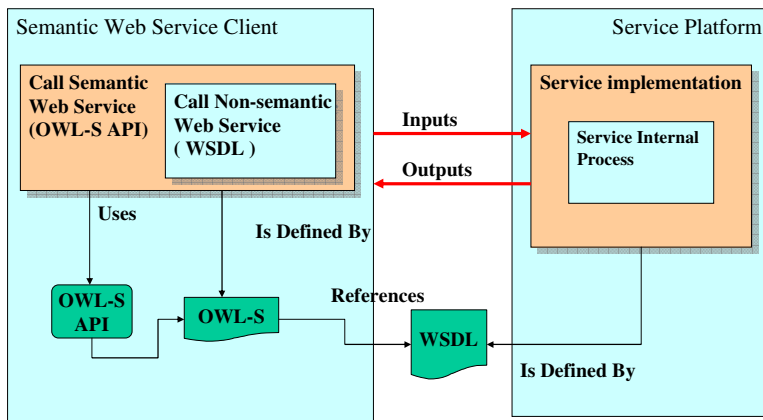 Semantic Web Service Client
Service Platform
Call Semantic
Web Service
(OWL-S API)
Call Non-semantic
Web Service
( WSDL )
Inputs
Outputs
Service implementation
Service Internal
Process
Uses
Is Defined By
OWL-S
API
OWL-S
References
WSDL
Is Defined By